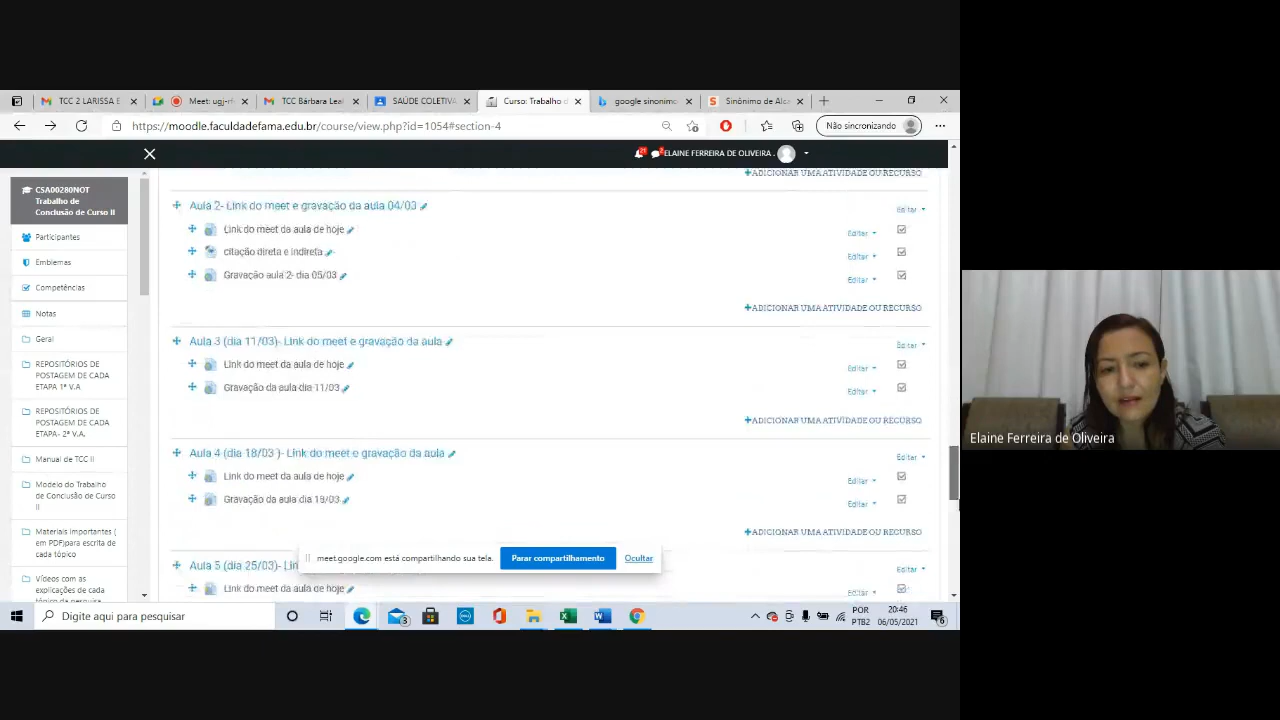 TCC 2 LARISSA E
Meet: ugj-rf
TCC Bárbara Leal
SAÚDE COLETIVA
Curso: Trabalho d
google sinonimo
Sinônimo de Alca
https://moodle.faculdadefama.edu.br/course/view.php?id=1054#section-4
Não sincronizando
ELAINE FERREIRA DE OLIVEIRA .
CSA00280NOT
Trabalho de
Conclusão de Curso II
Participantes
Emblemas
Competências
Notas
Geral
REPOSITÓRIOS DE
POSTAGEM DE CADA
ETAPA 1ª V.A.
REPOSITÓRIOS DE
POSTAGEM DE CADA
ETAPA- 2ª V.A.
Manual de TCC II
Modelo do Trabalho
de Conclusão de Curso
II
Materiais importantes (
em PDF)para escrita de
cada tópico
Vídeos com as
explicações de cada
tópico da pesquisa
ADICIONAR UMA ATIVIDADE OU RECURSO
Aula 2- Link do meet e gravação da aula 04/03
Editar
Link do meet da aula de hoje
Editar
citação direta e indireta
Editar
Gravação aula 2- dia 05/03
Editar
ADICIONAR UMA ATIVIDADE OU RECURSO
Aula 3 (dia 11/03)- Link do meet e gravação da aula
Editar
Link do meet da aula de hoje
Editar
Gravação da aula dia 11/03
Editar
ADICIONAR UMA ATIVIDADE OU RECURSO
Aula 4 (dia 18/03 )- Link do meet e gravação da aula
Editar
Link do meet da aula de hoje
Editar
Gravação da aula dia 18/03
Editar
ADICIONAR UMA ATIVIDADE OU RECURSO
Aula 5 (dia 25/03)- Lin
Editar
Link do meet da aula de hoje
Editar
meet.google.com está compartilhando sua tela.
Parar compartilhamento
Ocultar
Digite aqui para pesquisar
POR
PTB2
20:46
06/05/2021
Elaine Ferreira de Oliveira